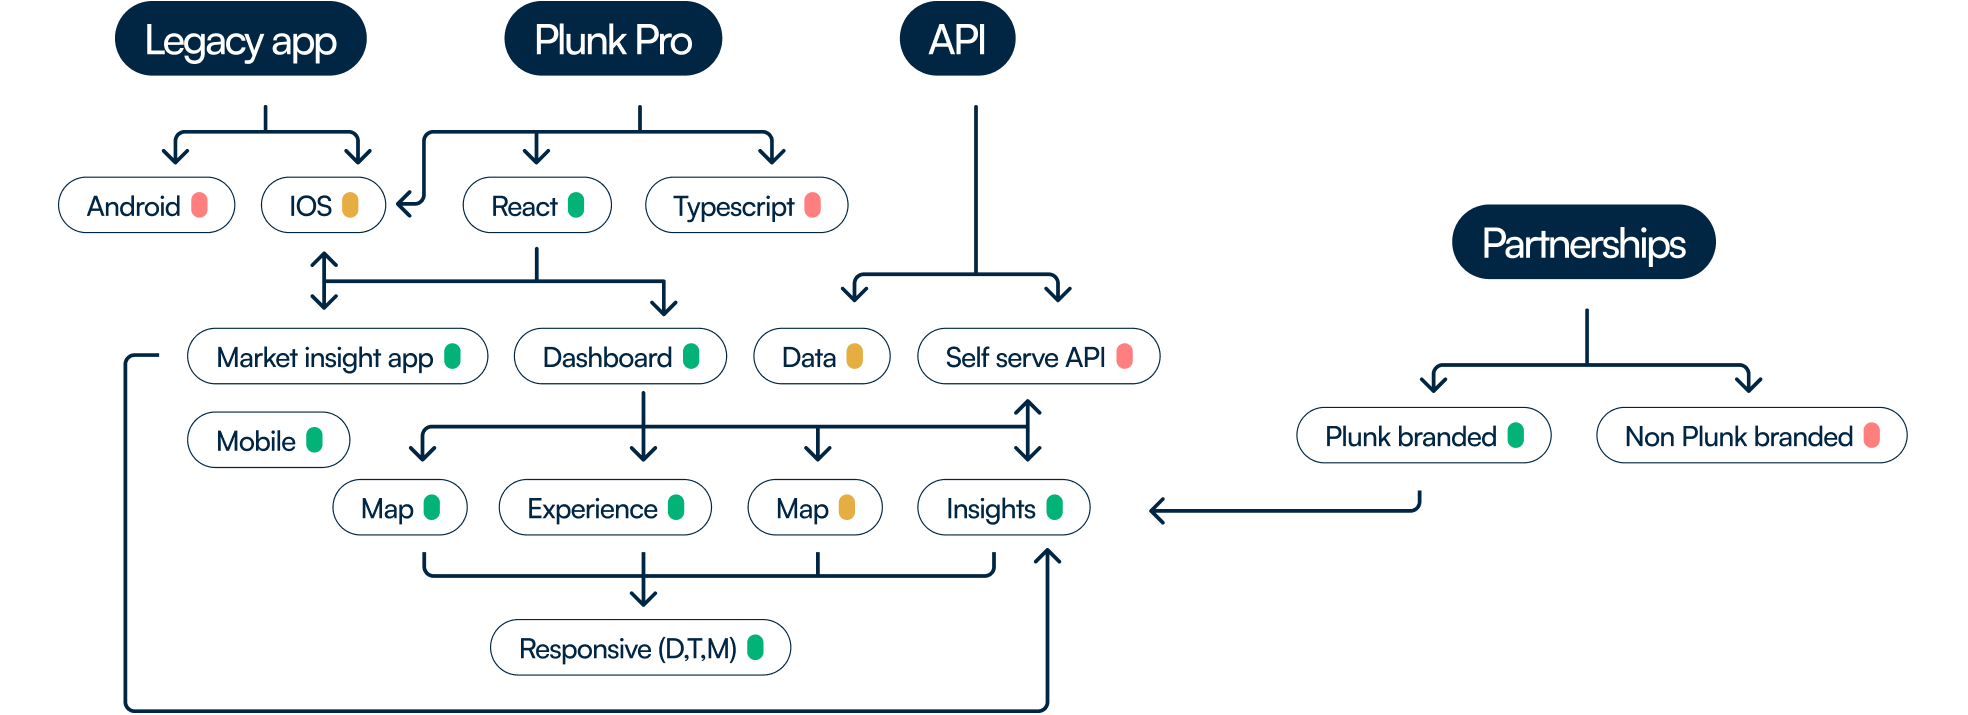 Legacy app
Plunk Pro
API
Android
IOS
React
Typescript
Partnerships
Market insight app
Dashboard
Data
Self serve API
Mobile
Plunk branded
Non Plunk branded
Map
Experience
Map
Insights
Responsive (D,T,M)